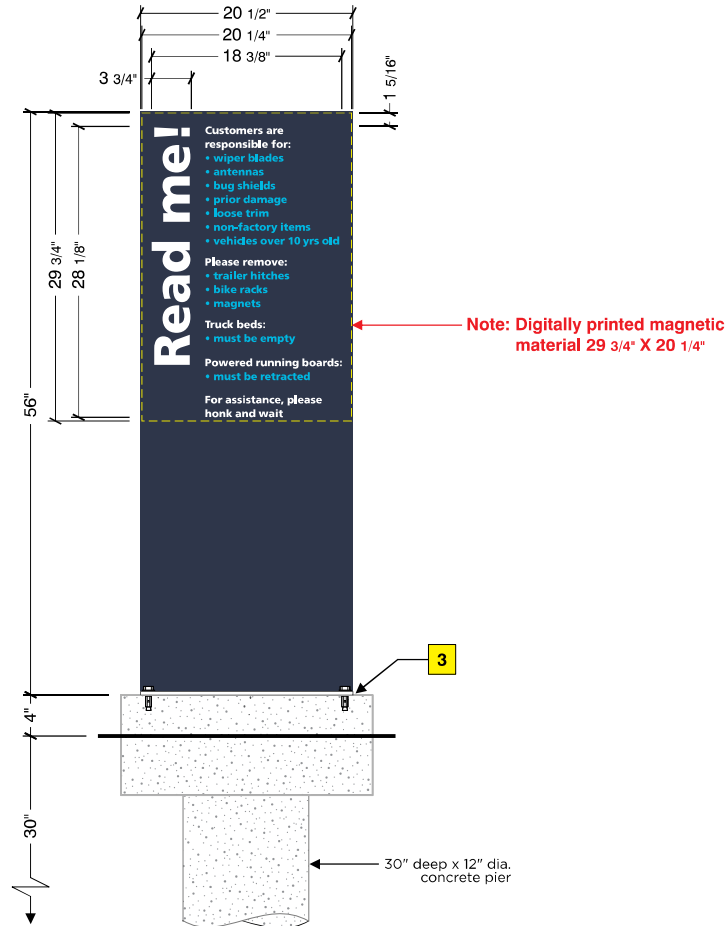 20 1/2"
20 1/4"
18 3/8"
3 3/4"
1 5/16"
29 3/4"
28 1/8"
56"
4"
30"
Read me!
Customers are
responsible for:
• wiper blades
• antennas
• bug shields
• prior damage
• loose trim
• non-factory items
• vehicles over 10 yrs old
Please remove:
• trailer hitches
• bike racks
• magnets
Truck beds:
• must be empty
Powered running boards:
• must be retracted
For assistance, please
honk and wait
Note: Digitally printed magnetic
material 29 3/4" X 20 1/4"
3
30" deep x 12" dia.
concrete pier